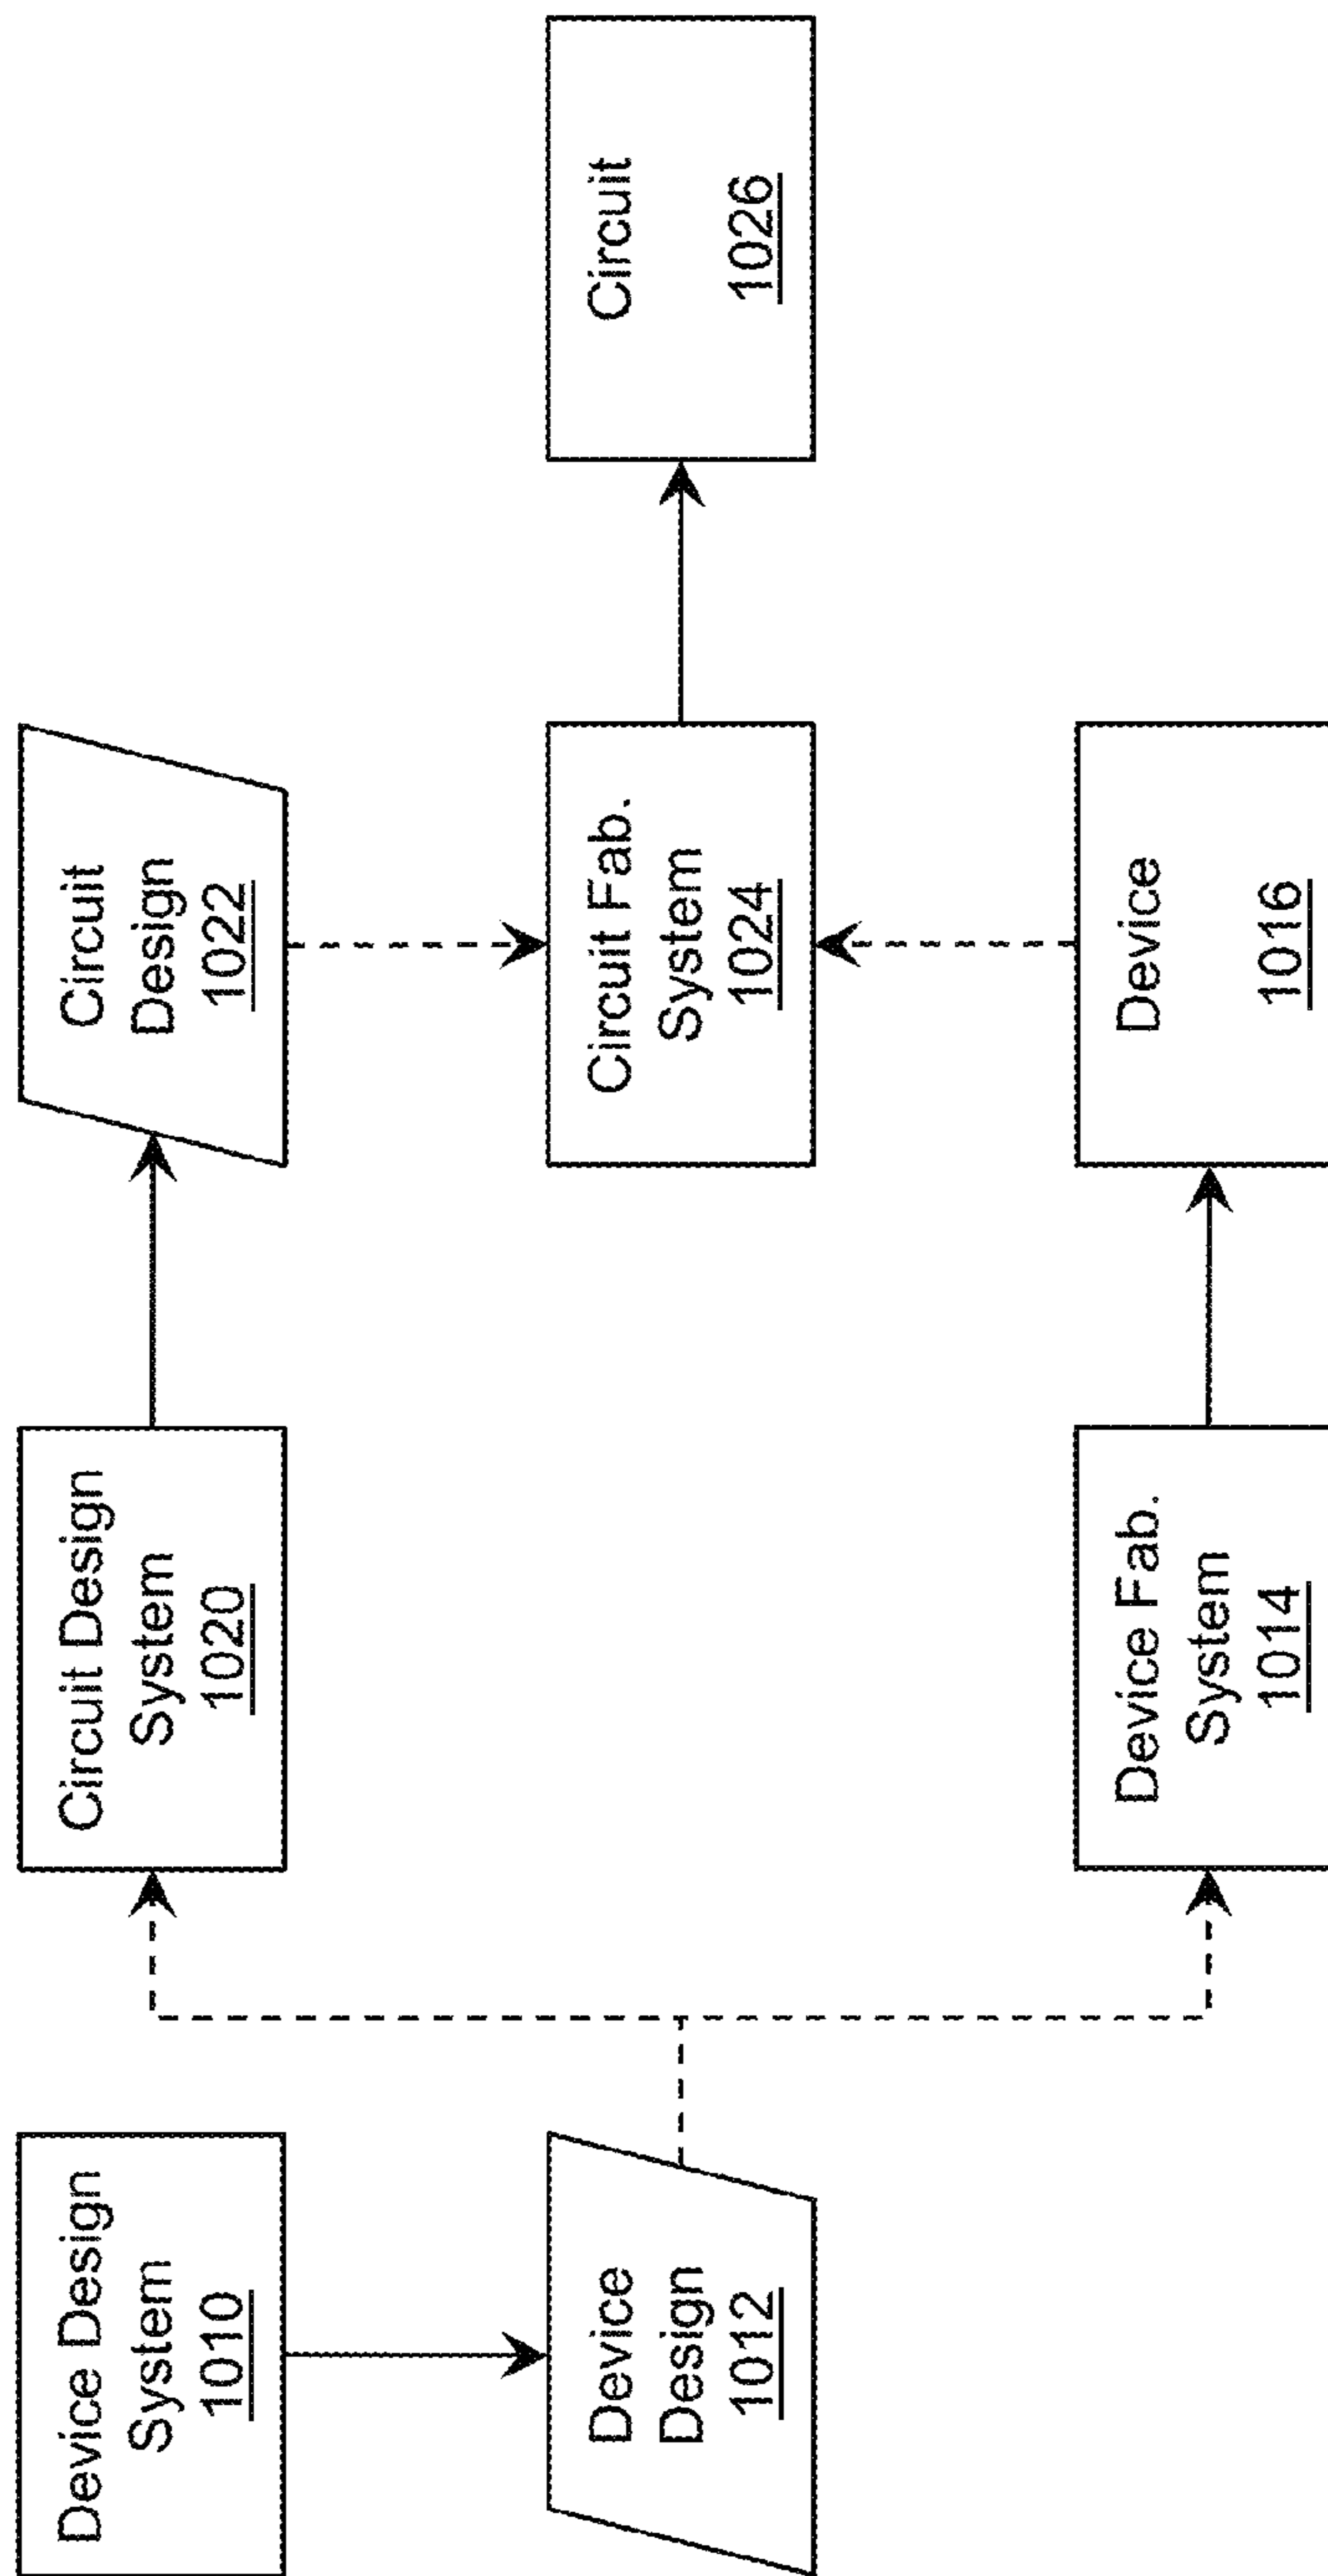 Device Design
System
1010
Circuit Design
System
1020
Circuit
Design
1022
Device
Design
1012
Circuit Fab.
System
1024
Circuit
1026
Device Fab.
System
1014
Device
1016